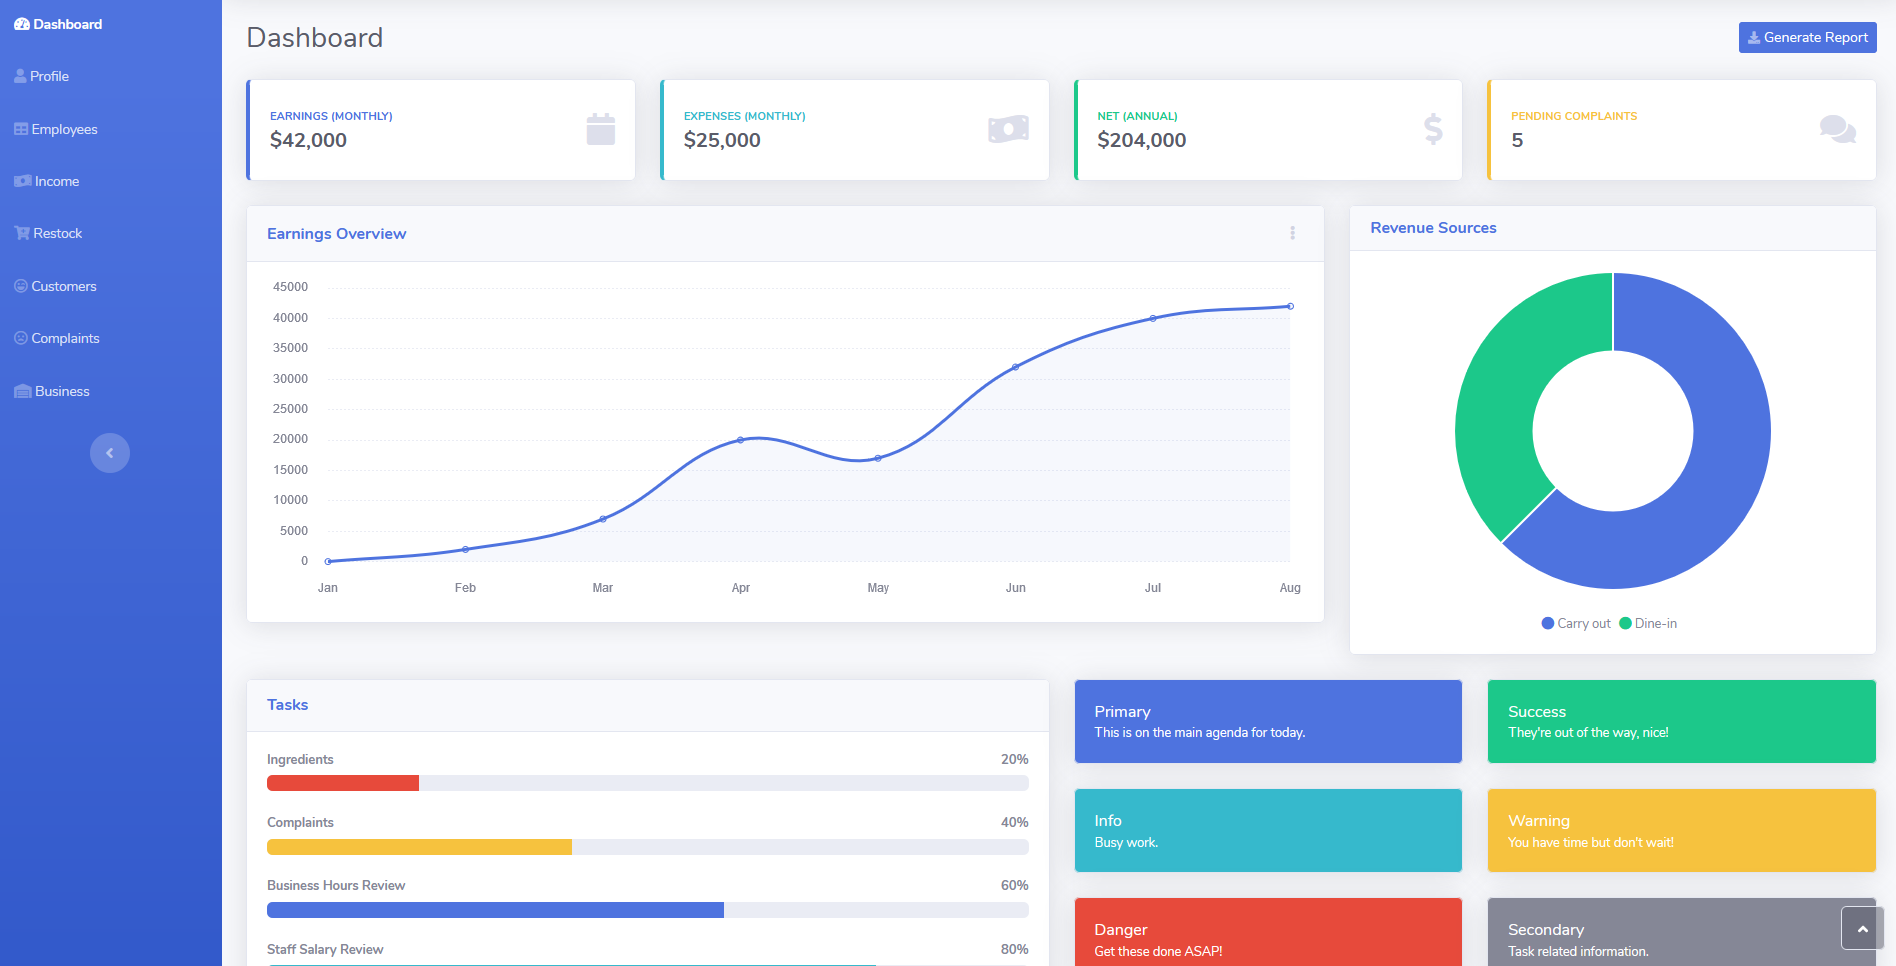 Dashboard
Profile
Employees
Income
Restock
Customers
Complaints
Business
Dashboard
Generate Report
EARNINGS (MONTHLY)
$42,000
EXPENSES (MONTHLY)
$25,000
NET (ANNUAL)
$204,000
PENDING COMPLAINTS
5
Earnings Overview
45000
40000
35000
30000
25000
20000
15000
10000
5000
0
Jan Feb Mar Apr May Jun Jul Aug
Revenue Sources
Carry out Dine-in
Tasks
Ingredients 20%
Complaints 40%
Business Hours Review 60%
Staff Salary Review 80%
Primary
This is on the main agenda for today.
Success
They're out of the way, nice!
Info
Busy work.
Warning
You have time but don't wait!
Danger
Get these done ASAP!
Secondary
Task related information.